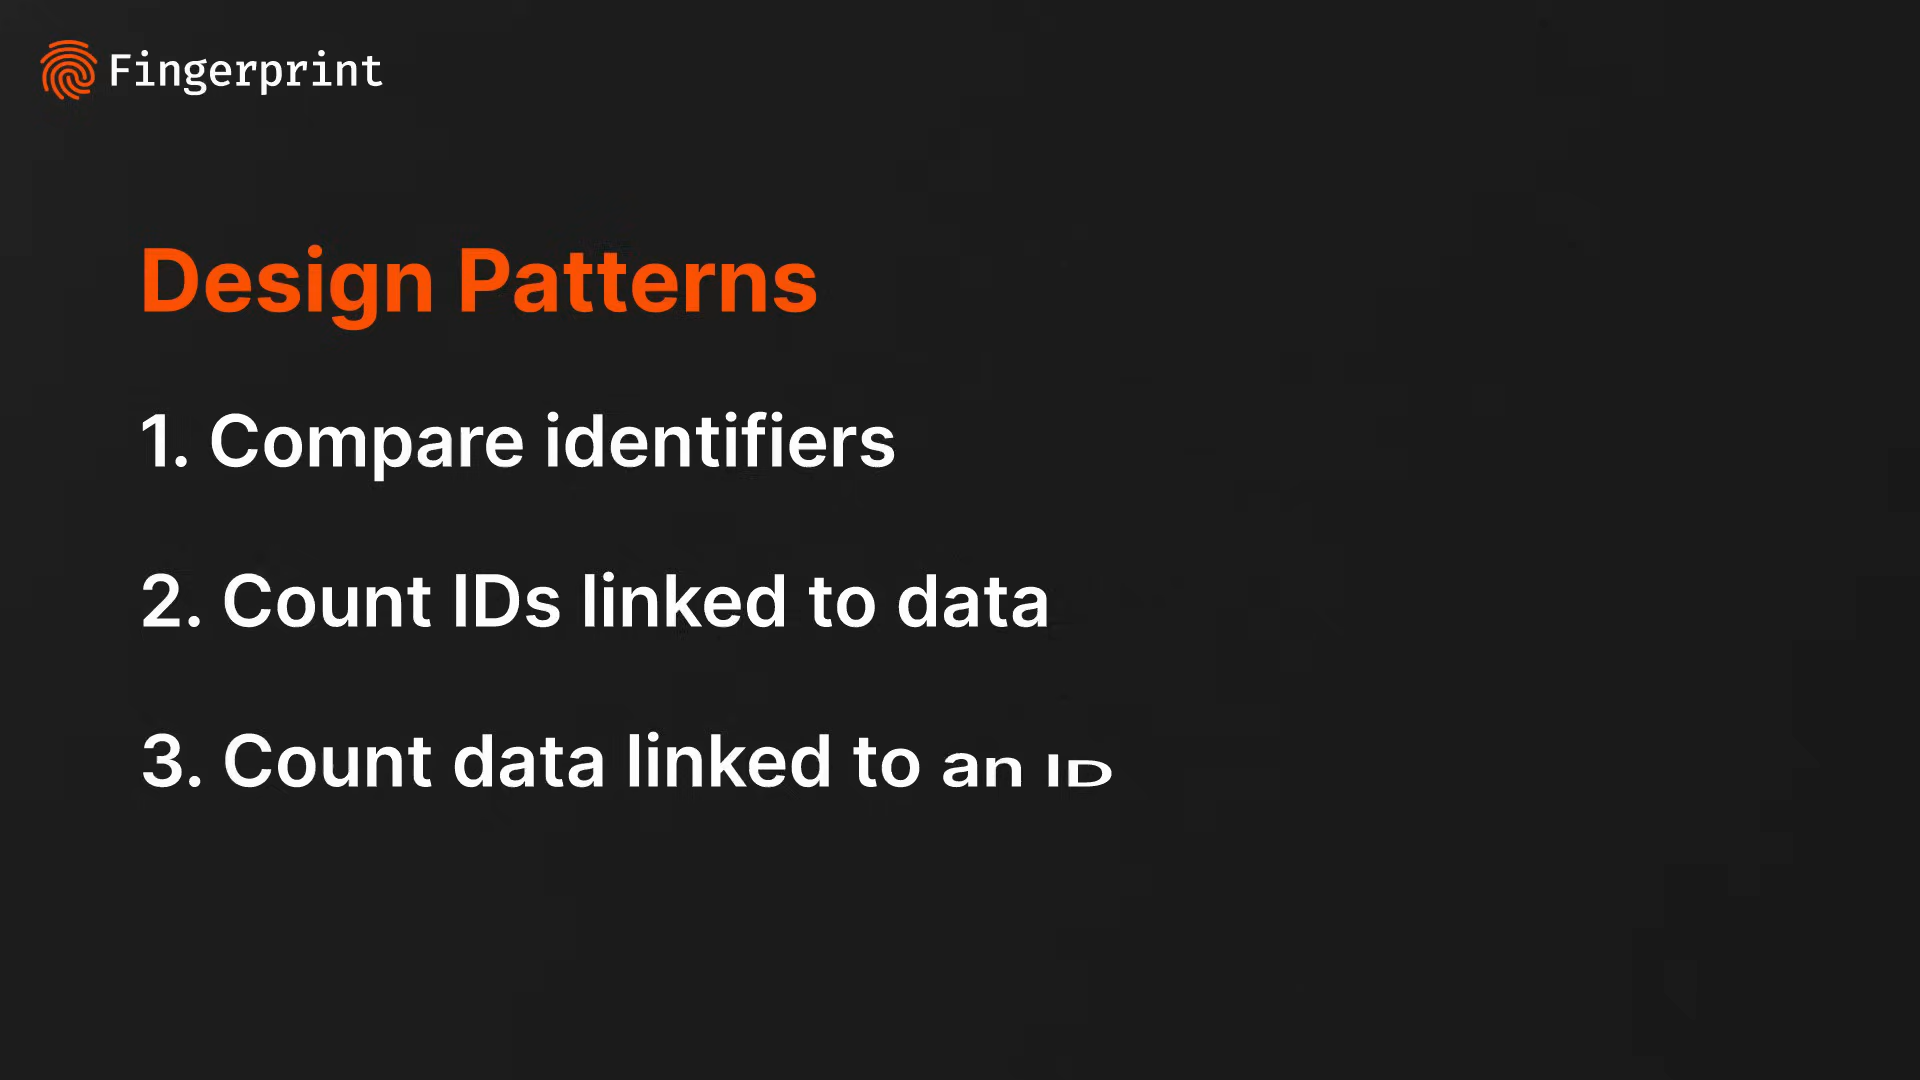 Fingerprint
Design Patterns
1. Compare identifiers
2. Count IDs linked to data
3. Count data linked to an ID